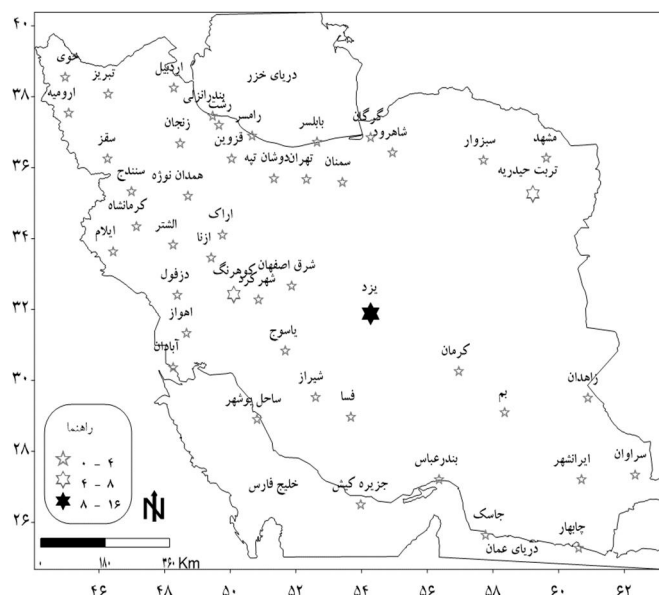 ۴۰
۳۸
۳۶
۳۴
۳۲
۳۰
۲۸
۲۶
خوی
تبریز
اردبیل
دریای خزر
ارومیه
بندرانزلی
رشت
رامسر
بابلسر
گرگان
شاهرود
زنجان
قزوین
سبزوار
مشهد
سقز
دوشان تپه
تهران
سمنان
تربت حیدریه
سنندج
همدان نوژه
کرمانشاه
اراک
ایلام
الشتر
ازنا
کوهرنگ
شرق اصفهان
شهر کرد
دزفول
یزد
اهواز
یاسوج
آبادان
کرمان
شیراز
فسا
زاهدان
بم
ساحل بوشهر
راهنما
۰ - ۴
۴ - ۸
۸ - ۱۶
بندرعباس
ایرانشهر
سراوان
خلیج فارس
جزیره کیش
جاسک
چابهار
دریای عمان
۰ ۱۸۰ ۳۶۰ Km
۴۶ ۴۸ ۵۰ ۵۲ ۵۴ ۵۶ ۵۸ ۶۰ ۶۲